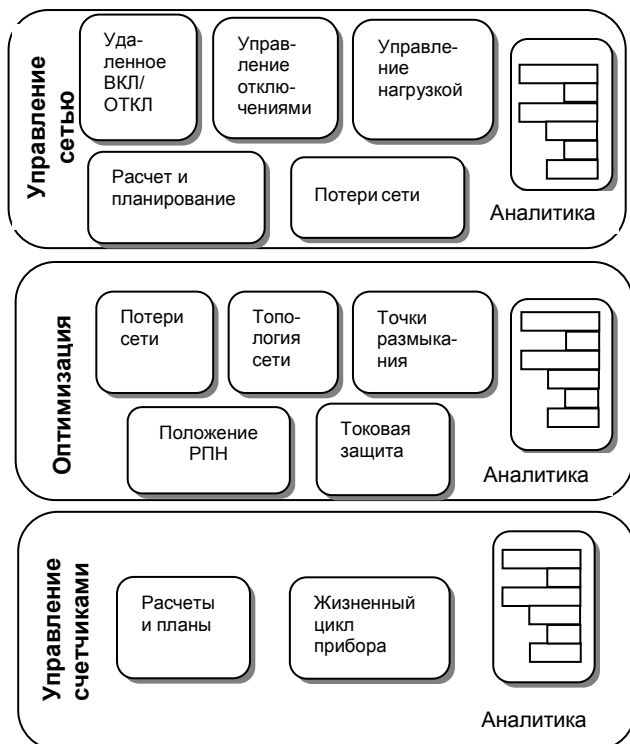 Управление
сетью
Уда-
ленное
ВКЛ/
ОТКЛ
Управ-
ление
отклю-
чениями
Управле-
ние
нагрузкой
Расчет и
планирование
Потери сети
Аналитика
Оптимизация
Потери
сети
Топо-
логия
сети
Точки
размыка-
ния
Положение
РПН
Токовая
защита
Аналитика
Управление
счетчиками
Расчеты
и планы
Жизненный
цикл
прибора
Аналитика